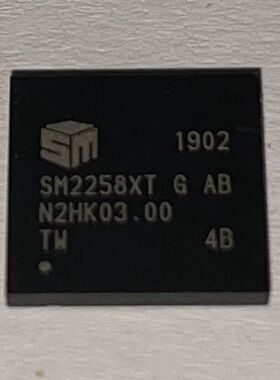 SM 1902
SM2258XT G AB
N2HK03.00
TW 4B